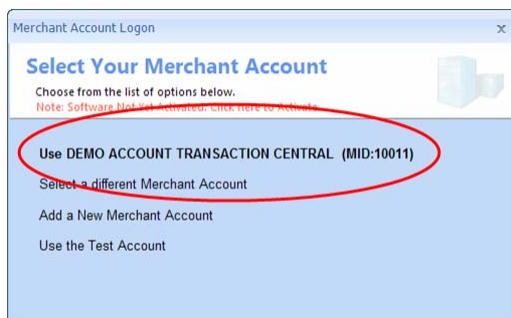 Merchant Account Logon
x
Select Your Merchant Account
Choose from the list of options below.
Note: Software Not Yet Activated. Click Here to Activate
Use DEMO ACCOUNT TRANSACTION CENTRAL (MID:10011)
Select a different Merchant Account
Add a New Merchant Account
Use the Test Account